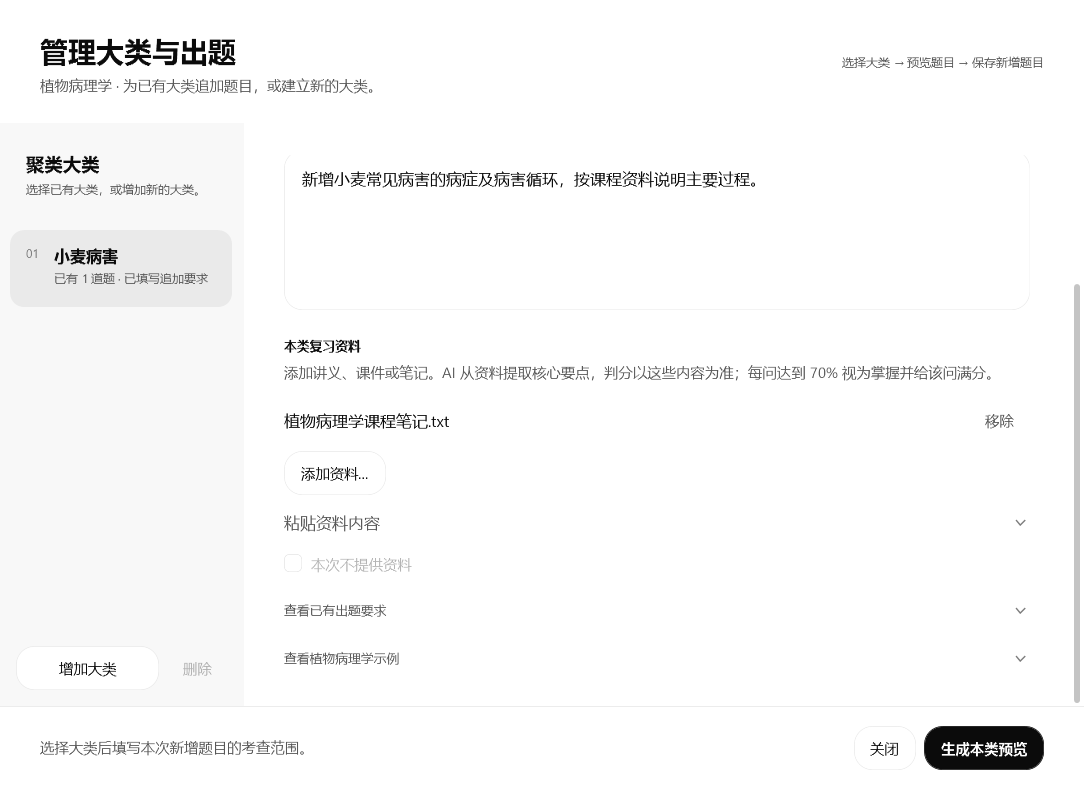 管理大类与出题
植物病理学 · 为已有大类追加题目，或建立新的大类。
选择大类 → 预览题目 → 保存新增题目
聚类大类
选择已有大类，或增加新的大类。
01 小麦病害
已有 1 道题 · 已填写追加要求
增加大类
删除
新增小麦常见病害的病症及病害循环，按课程资料说明主要过程。
本类复习资料
添加讲义、课件或笔记。AI 从资料提取核心要点，判分以这些内容为准；每问达到 70% 视为掌握并给该问满分。
植物病理学课程笔记.txt
移除
添加资料...
粘贴资料内容
本次不提供资料
查看已有出题要求
查看植物病理学示例
选择大类后填写本次新增题目的考查范围。
关闭
生成本类预览